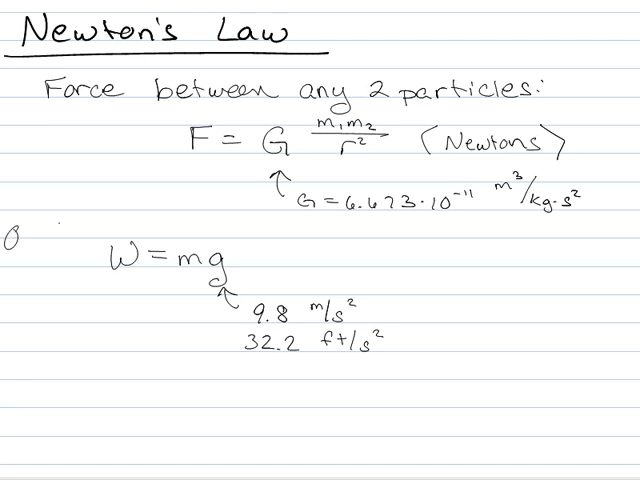 Newton's Law
Force between any 2 particles:
F = G m₁m₂/r² (Newtons)
G = 6.673·10⁻¹¹ m³/kg·s²
W = mg
9.8 m/s²
32.2 ft/s²